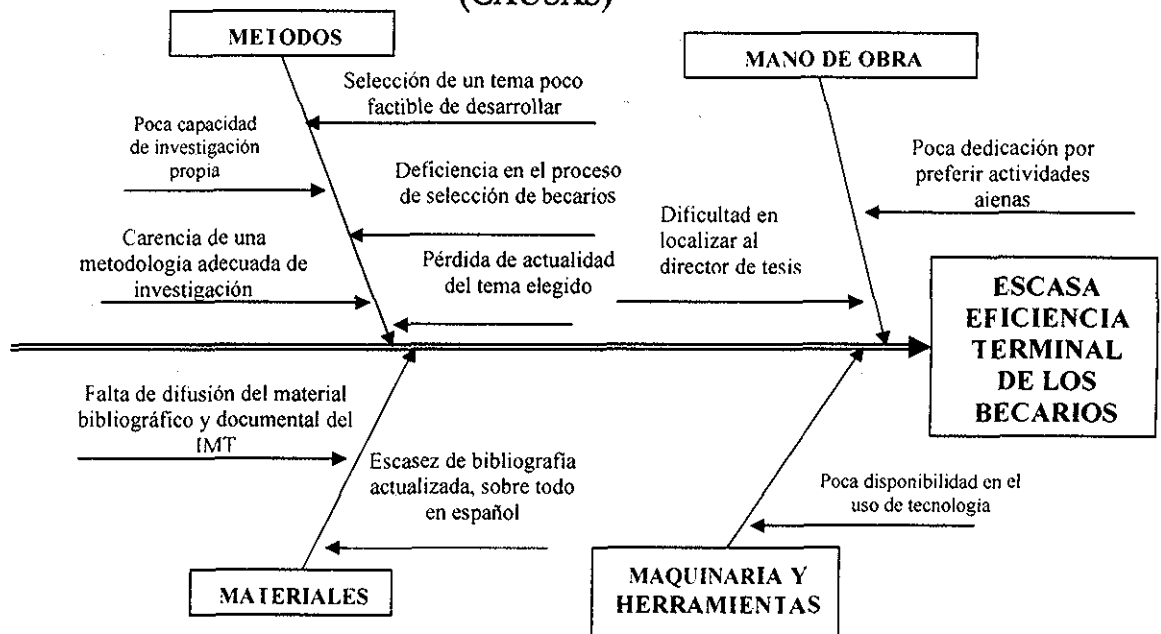 (CAUSAS)
METODOS
MANO DE OBRA
Selección de un tema poco
factible de desarrollar
Poca capacidad
de investigación
propia
Deficiencia en el proceso
de selección de becarios
Carencia de una
metodología adecuada de
investigación
Pérdida de actualidad
del tema elegido
Dificultad en
localizar al
director de tesis
Poca dedicación por
preferir actividades
aienas
ESCASA
EFICIENCIA
TERMINAL
DE LOS
BECARIOS
Falta de difusión del material
bibliográfico y documental del
IMT
Escasez de bibliografía
actualizada, sobre todo
en español
Poca disponibilidad en el
uso de tecnología
MATERIALES
MAQUINARIA Y
HERRAMIENTAS